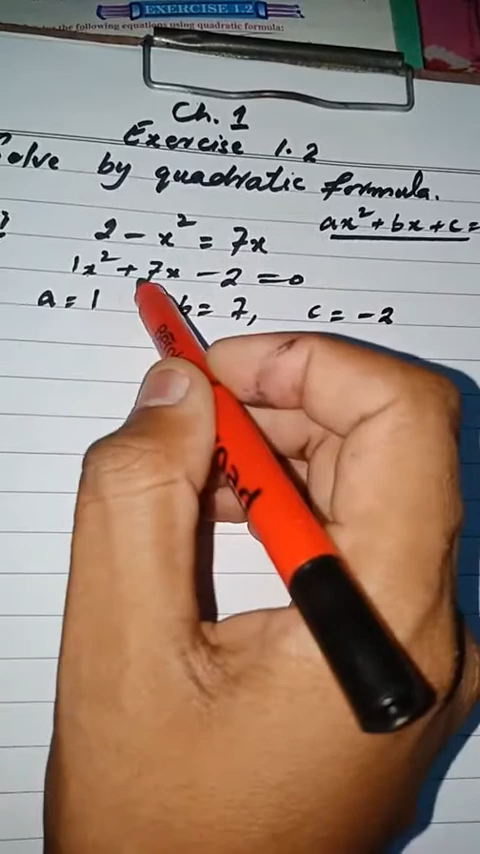 EXERCISE 1.2
the following equations using quadratic formula:
Ch. 1
Exercise 1.2
Solve by quadratic formula.
2 - x² = 7x
ax² + bx + c =
1x² + 7x - 2 = 0
a = 1 b = 7, c = -2